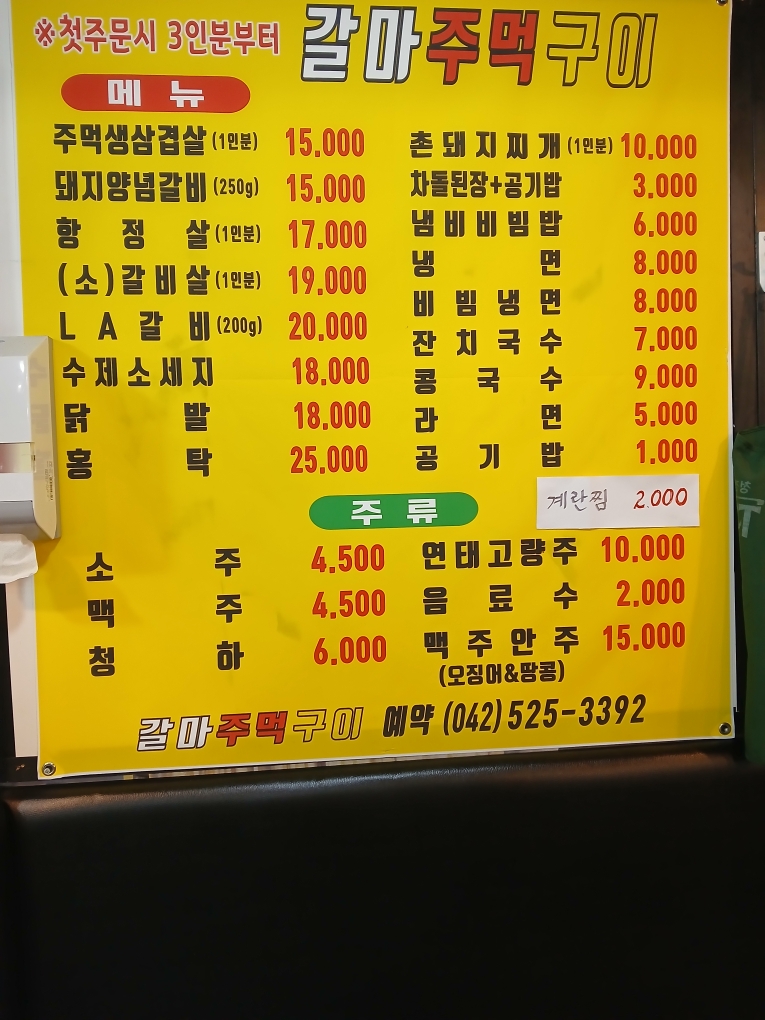 ※첫주문시 3인분부터
갈마주먹구이
메뉴
주먹생삼겹살(1인분) 15.000
돼지양념갈비(250g) 15.000
항정살(1인분) 17.000
(소)갈비살(1인분) 19.000
LA갈비(200g) 20.000
수제소세지 18.000
닭발 18.000
홍탁 25.000
촌돼지찌개(1인분) 10.000
차돌된장+공기밥 3.000
냄비비빔밥 6.000
냉면 8.000
비빔냉면 8.000
잔치국수 7.000
콩국수 9.000
라면 5.000
공기밥 1.000
계란찜 2.000
주류
소주 4.500
맥주 4.500
청하 6.000
연태고량주 10.000
음료수 2.000
맥주안주 15.000
(오징어&땅콩)
갈마주먹구이 예약 (042)525-3392